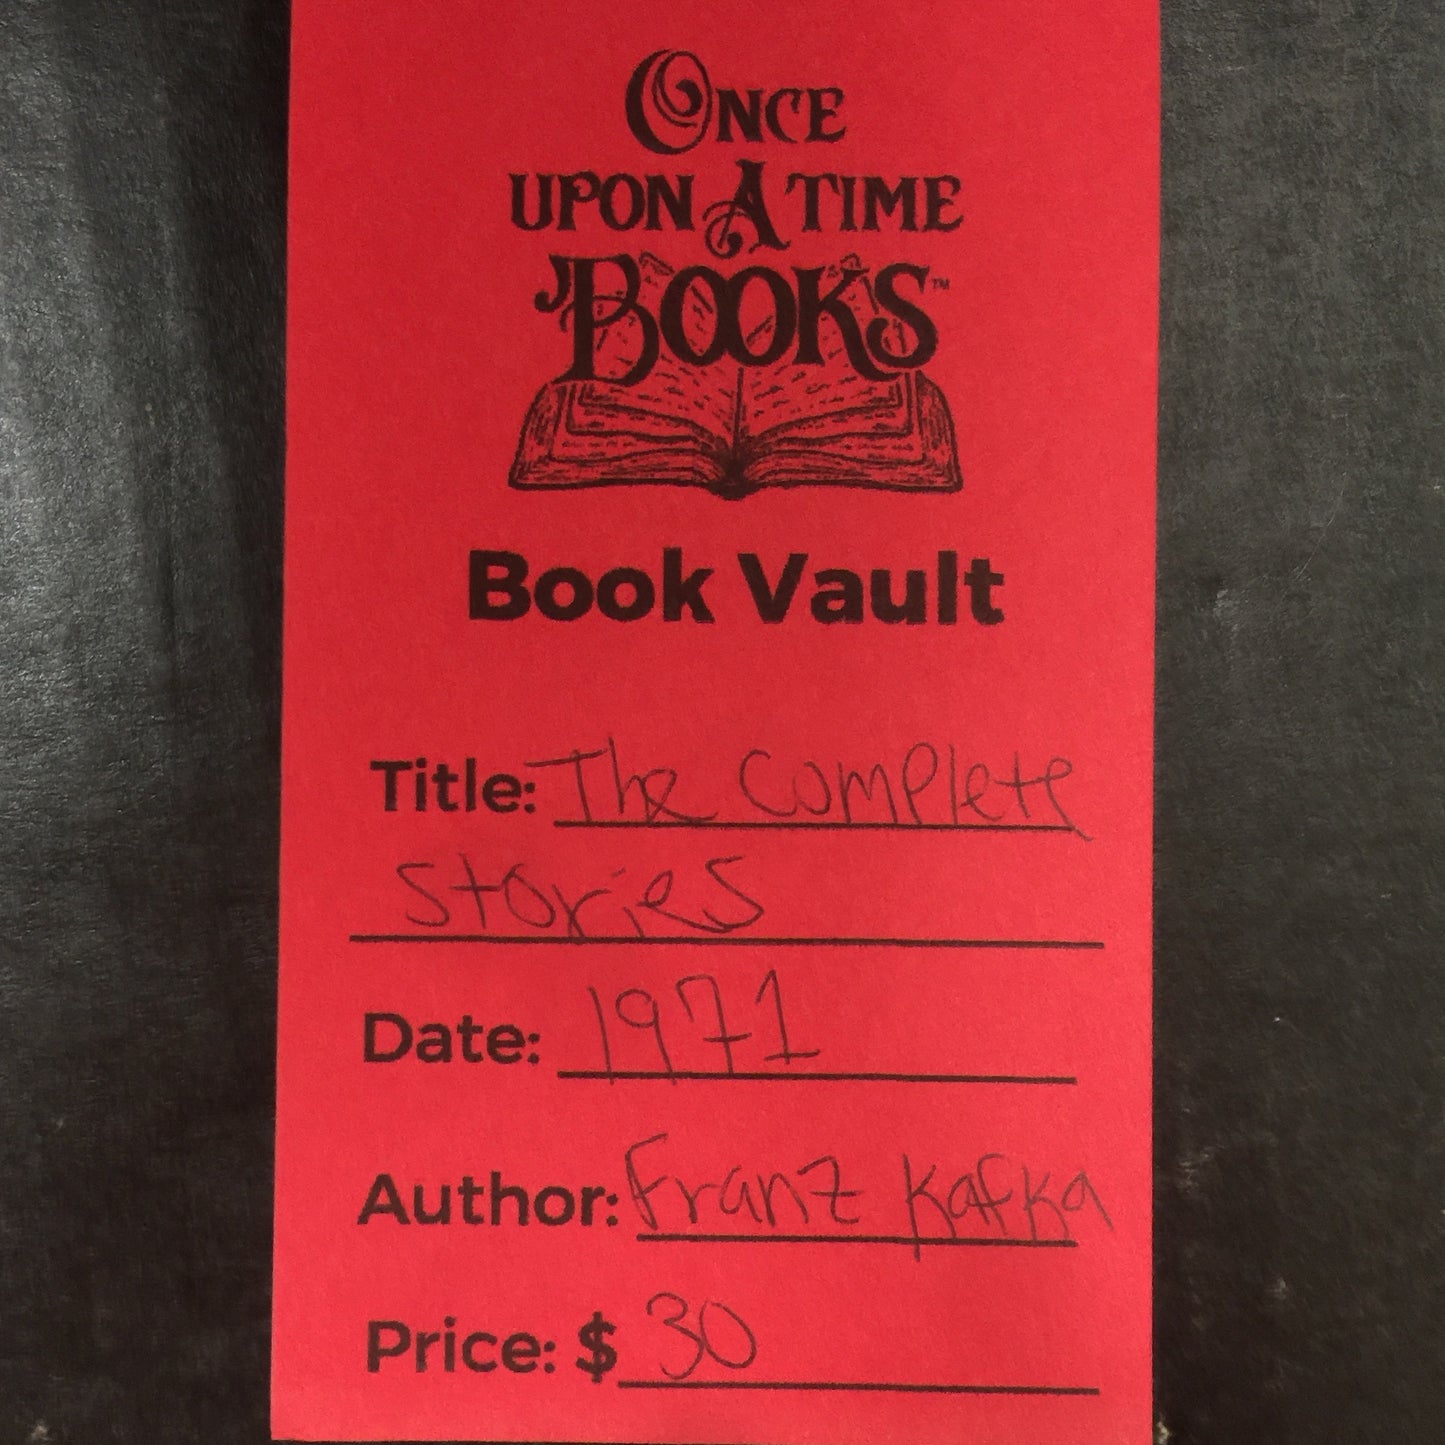 ONCE
UPON A TIME
BOOKS™
Book Vault
Title: The Complete
Stories
Date: 1971
Author: Franz Kafka
Price: $ 30